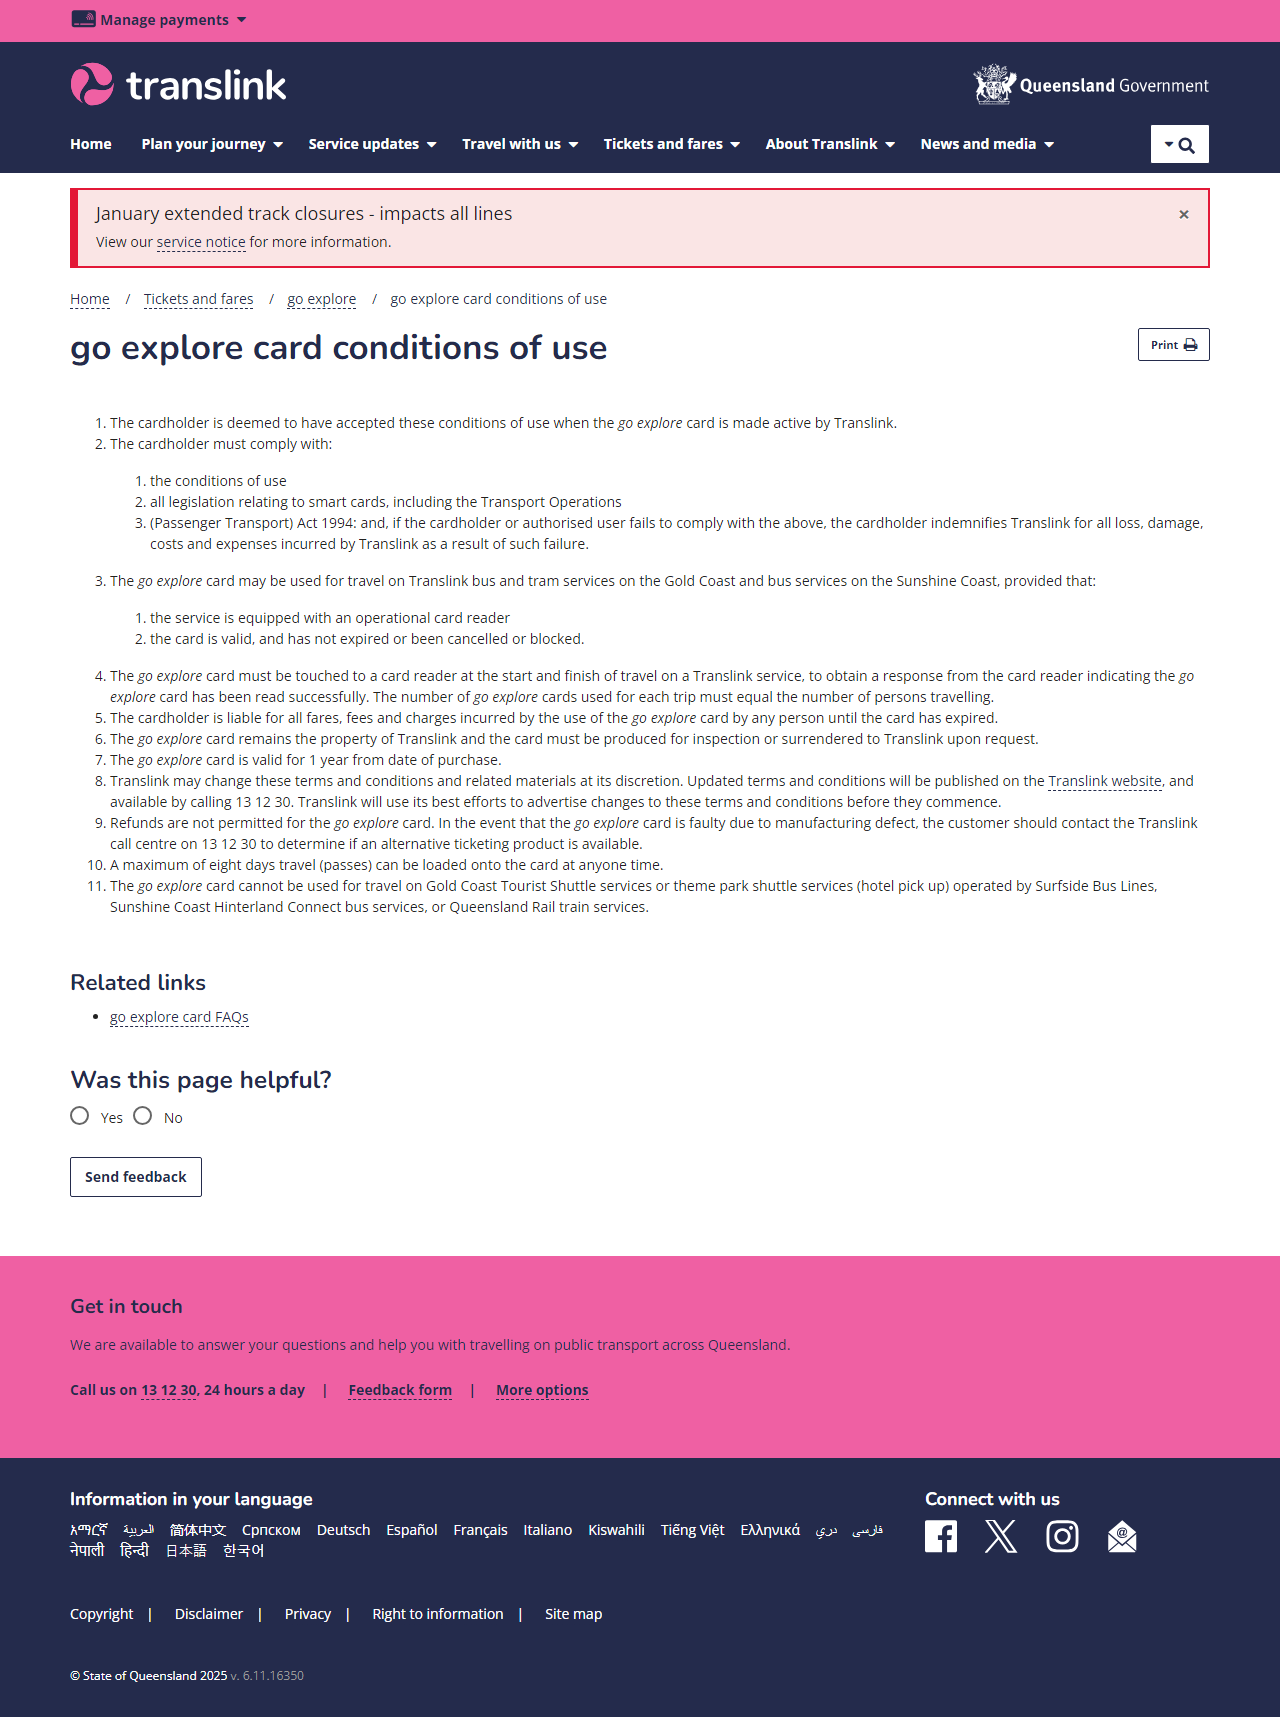 Manage payments
translink
Queensland Government
Home Plan your journey Service updates Travel with us Tickets and fares About Translink News and media
January extended track closures - impacts all lines
×
View our service notice for more information.
Home / Tickets and fares / go explore / go explore card conditions of use
go explore card conditions of use
Print
1. The cardholder is deemed to have accepted these conditions of use when the go explore card is made active by Translink.
2. The cardholder must comply with:
1. the conditions of use
2. all legislation relating to smart cards, including the Transport Operations
3. (Passenger Transport) Act 1994: and, if the cardholder or authorised user fails to comply with the above, the cardholder indemnifies Translink for all loss, damage,
costs and expenses incurred by Translink as a result of such failure.
3. The go explore card may be used for travel on Translink bus and tram services on the Gold Coast and bus services on the Sunshine Coast, provided that:
1. the service is equipped with an operational card reader
2. the card is valid, and has not expired or been cancelled or blocked.
4. The go explore card must be touched to a card reader at the start and finish of travel on a Translink service, to obtain a response from the card reader indicating the go
explore card has been read successfully. The number of go explore cards used for each trip must equal the number of persons travelling.
5. The cardholder is liable for all fares, fees and charges incurred by the use of the go explore card by any person until the card has expired.
6. The go explore card remains the property of Translink and the card must be produced for inspection or surrendered to Translink upon request.
7. The go explore card is valid for 1 year from date of purchase.
8. Translink may change these terms and conditions and related materials at its discretion. Updated terms and conditions will be published on the Translink website, and
available by calling 13 12 30. Translink will use its best efforts to advertise changes to these terms and conditions before they commence.
9. Refunds are not permitted for the go explore card. In the event that the go explore card is faulty due to manufacturing defect, the customer should contact the Translink
call centre on 13 12 30 to determine if an alternative ticketing product is available.
10. A maximum of eight days travel (passes) can be loaded onto the card at anyone time.
11. The go explore card cannot be used for travel on Gold Coast Tourist Shuttle services or theme park shuttle services (hotel pick up) operated by Surfside Bus Lines,
Sunshine Coast Hinterland Connect bus services, or Queensland Rail train services.
Related links
• go explore card FAQs
Was this page helpful?
Yes No
Send feedback
Get in touch
We are available to answer your questions and help you with travelling on public transport across Queensland.
Call us on 13 12 30, 24 hours a day | Feedback form | More options
Information in your language
አማርኛ العربية 简体中文 Српском Deutsch Español Français Italiano Kiswahili Tiếng Việt Ελληνικά دري فارسی
नेपाली हिन्दी 日本語 한국어
Connect with us
Copyright | Disclaimer | Privacy | Right to information | Site map
© State of Queensland 2025 v. 6.11.16350